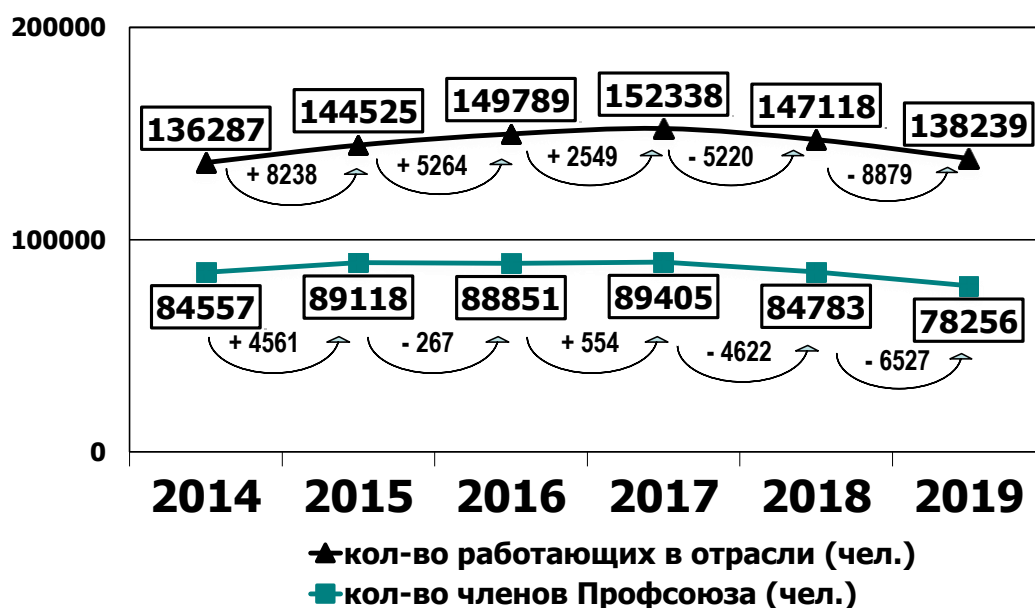 200000
136287 144525 149789 152338 147118 138239
+ 8238 + 5264 + 2549 - 5220 - 8879
100000
84557 89118 88851 89405 84783 78256
+ 4561 - 267 + 554 - 4622 - 6527
0
2014 2015 2016 2017 2018 2019
кол-во работающих в отрасли (чел.)
кол-во членов Профсоюза (чел.)